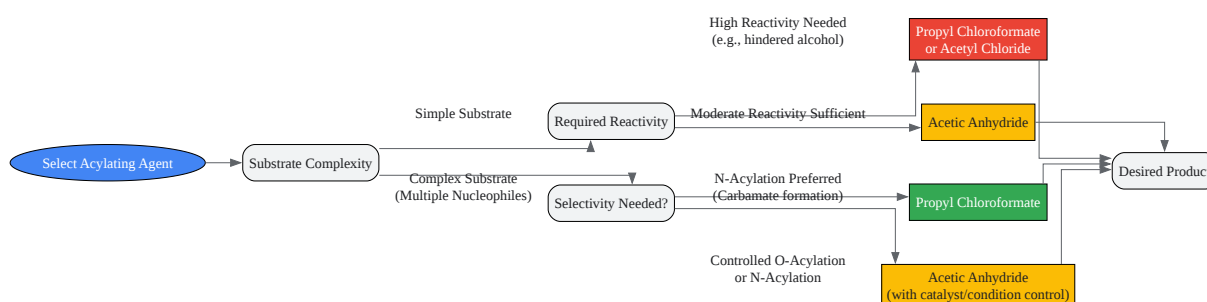 High Reactivity Needed
(e.g., hindered alcohol)
Propyl Chloroformate
or Acetyl Chloride
Simple Substrate
Required Reactivity
Moderate Reactivity Sufficient
Acetic Anhydride
Select Acylating Agent
Substrate Complexity
Desired Product
Complex Substrate
(Multiple Nucleophiles)
Selectivity Needed?
N-Acylation Preferred
(Carbamate formation)
Propyl Chloroformate
Controlled O-Acylation
or N-Acylation
Acetic Anhydride
(with catalyst/condition control)